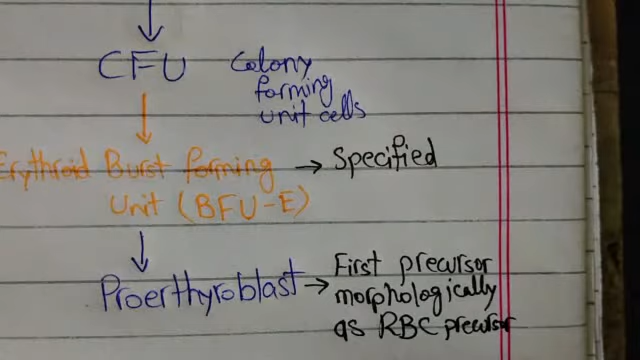 CFU Colony
forming
unit cells
Erythroid Burst forming → Specified
Unit (BFU-E)
Proerthyroblast → First precursor
morphologically
as RBC precursor